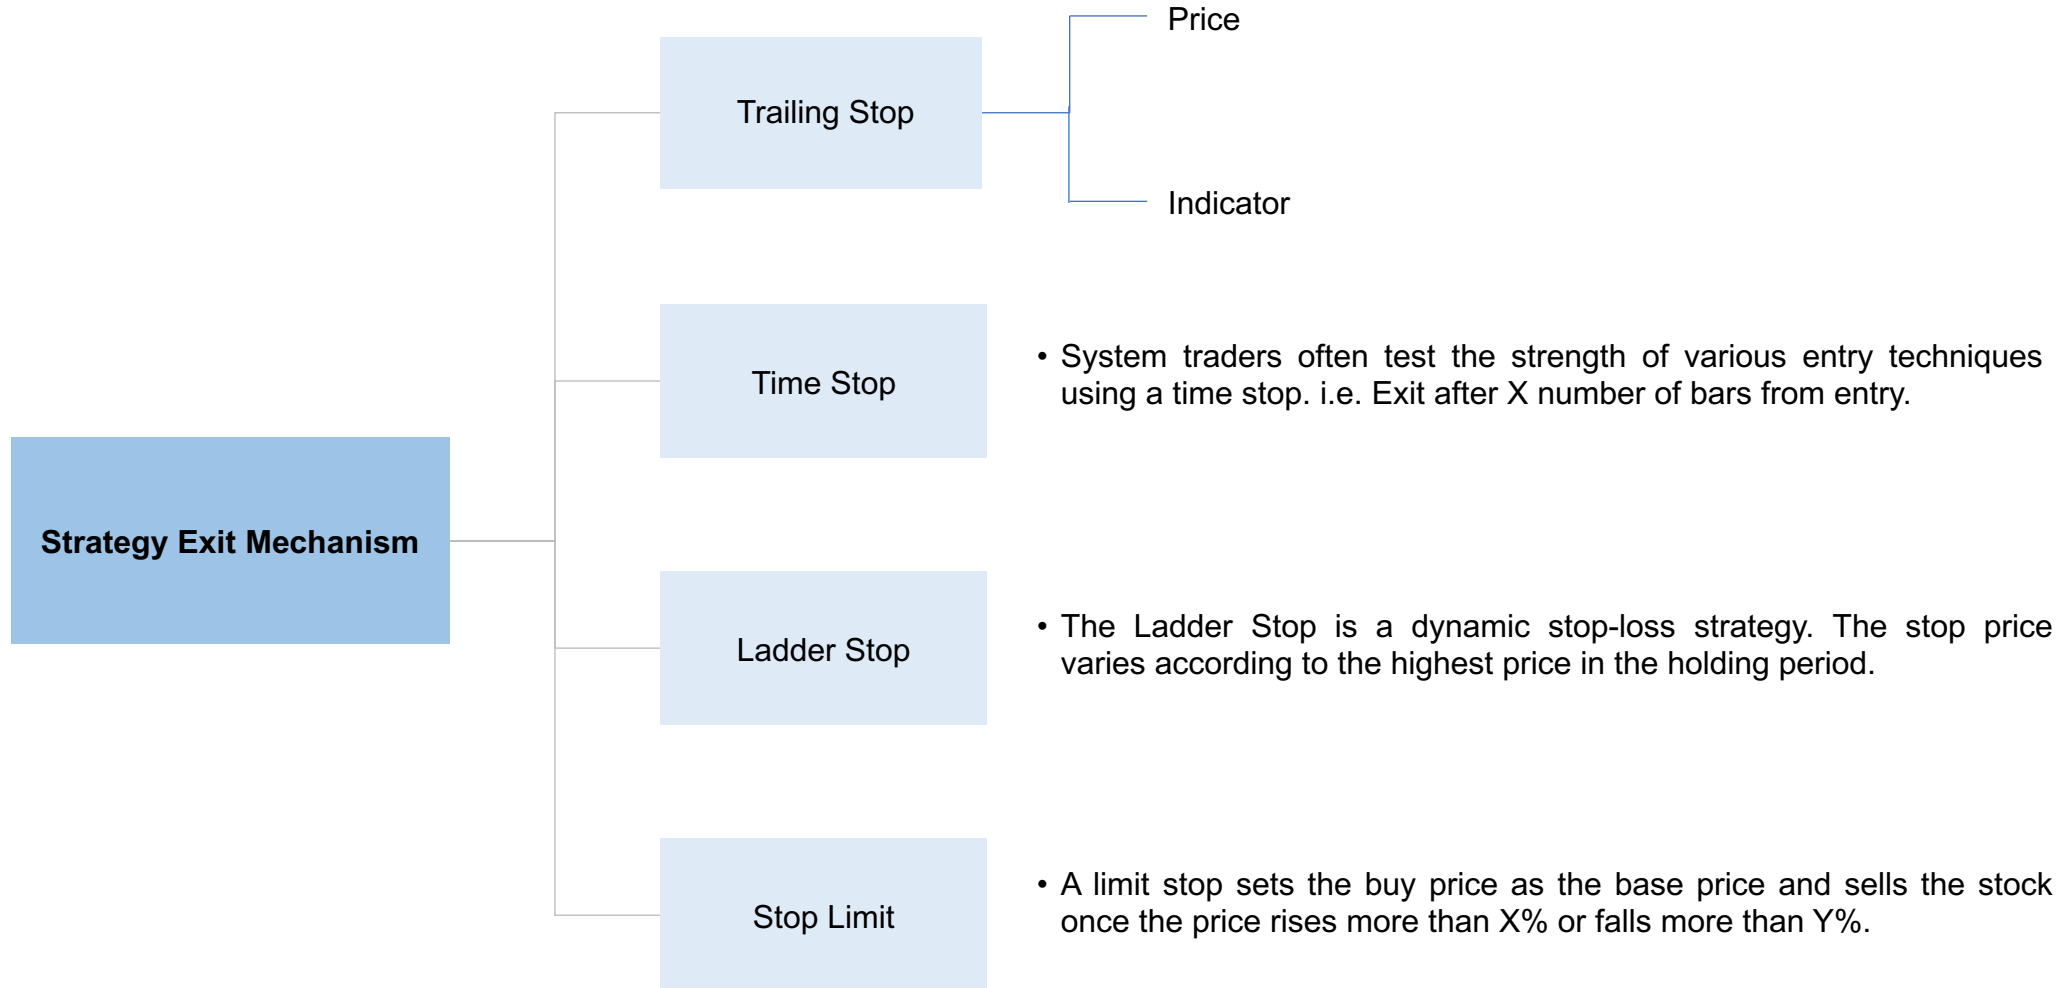 Price
Trailing Stop
Indicator
Time Stop
• System traders often test the strength of various entry techniques
using a time stop. i.e. Exit after X number of bars from entry.
Strategy Exit Mechanism
Ladder Stop
• The Ladder Stop is a dynamic stop-loss strategy. The stop price
varies according to the highest price in the holding period.
Stop Limit
• A limit stop sets the buy price as the base price and sells the stock
once the price rises more than X% or falls more than Y%.